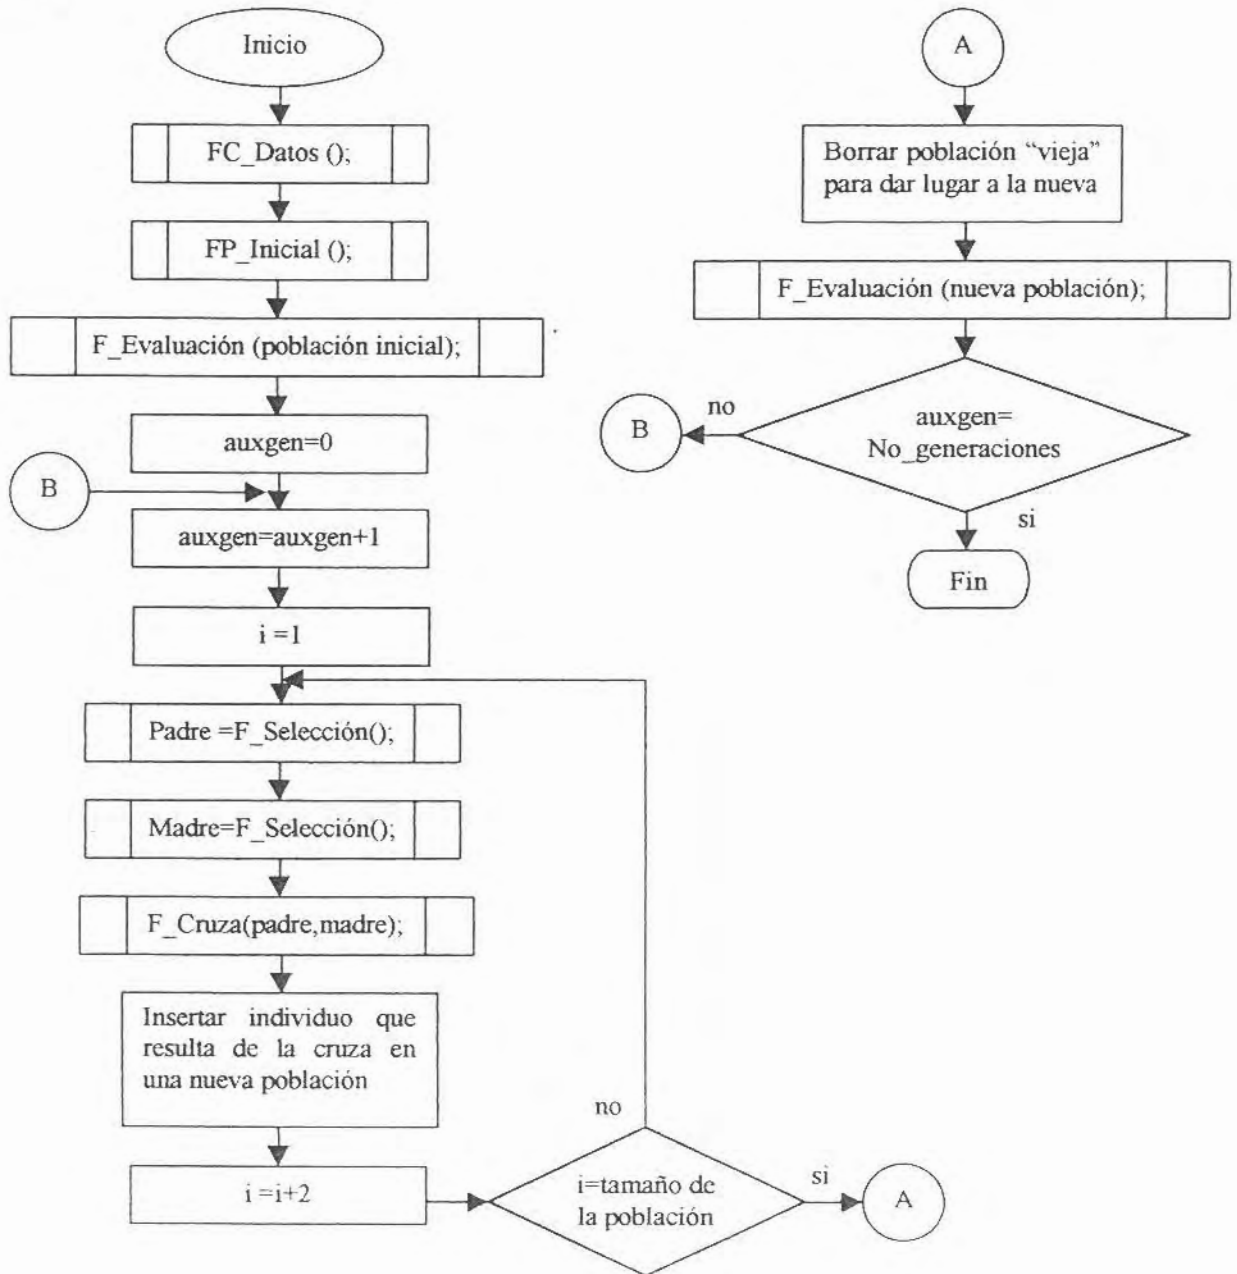 Inicio
FC_Datos ();
FP_Inicial ();
F_Evaluación (población inicial);
auxgen=0
B
auxgen=auxgen+1
i =1
Padre =F_Selección();
Madre=F_Selección();
F_Cruza(padre,madre);
Insertar individuo que
resulta de la cruza en
una nueva población
i =i+2
no
i=tamaño de
la población
si
A
A
Borrar población “vieja”
para dar lugar a la nueva
F_Evaluación (nueva población);
auxgen=
No_generaciones
no
B
si
Fin